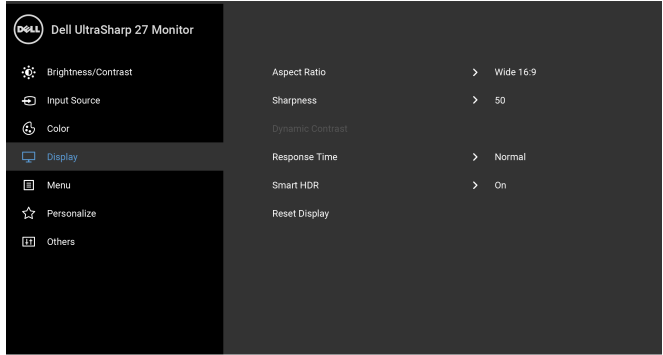 DELL Dell UltraSharp 27 Monitor
Brightness/Contrast
Input Source
Color
Display
Menu
Personalize
Others
Aspect Ratio Wide 16:9
Sharpness 50
Dynamic Contrast
Response Time Normal
Smart HDR On
Reset Display